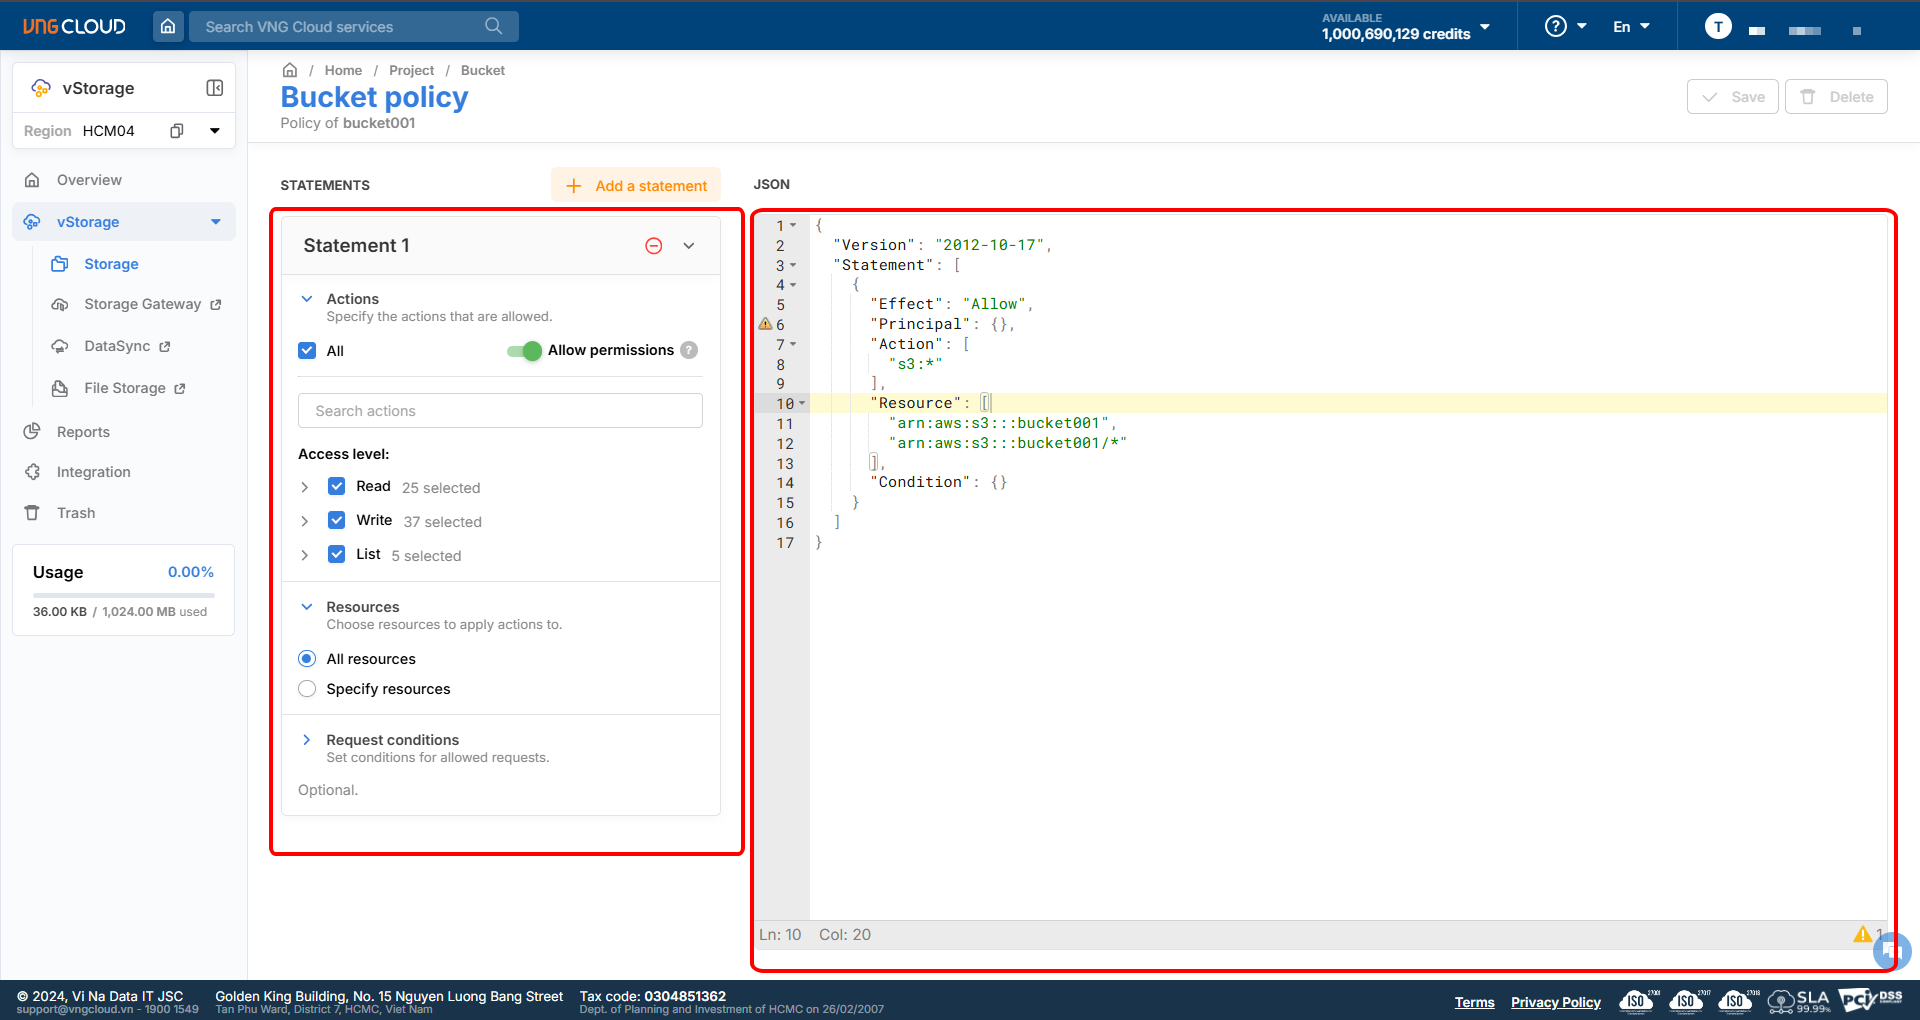 VNG CLOUD
Search VNG Cloud services
AVAILABLE
1,000,690,129 credits
?
En
T
vStorage
Region HCM04
Overview
vStorage
Storage
Storage Gateway
DataSync
File Storage
Reports
Integration
Trash
Usage 0.00%
36.00 KB / 1,024.00 MB used
/ Home / Project / Bucket
Bucket policy
Policy of bucket001
Save
Delete
STATEMENTS
+ Add a statement
Statement 1
Actions
Specify the actions that are allowed.
All
Allow permissions ?
Search actions
Access level:
Read 25 selected
Write 37 selected
List 5 selected
Resources
Choose resources to apply actions to.
All resources
Specify resources
Request conditions
Set conditions for allowed requests.
Optional.
JSON
1 {
2 "Version": "2012-10-17",
3 "Statement": [
4 {
5 "Effect": "Allow",
6 "Principal": {},
7 "Action": [
8 "s3:*"
9 ],
10 "Resource": [
11 "arn:aws:s3:::bucket001",
12 "arn:aws:s3:::bucket001/*"
13 ],
14 "Condition": {}
15 }
16 ]
17 }
Ln: 10 Col: 20
1
© 2024, Vi Na Data IT JSC
support@vngcloud.vn - 1900 1549
Golden King Building, No. 15 Nguyen Luong Bang Street
Tan Phu Ward, District 7, HCMC, Viet Nam
Tax code: 0304851362
Dept. of Planning and Investment of HCMC on 26/02/2007
Terms
Privacy Policy
ISO 27001
ISO 27017
ISO 27018
SLA
99.99%
PCI DSS